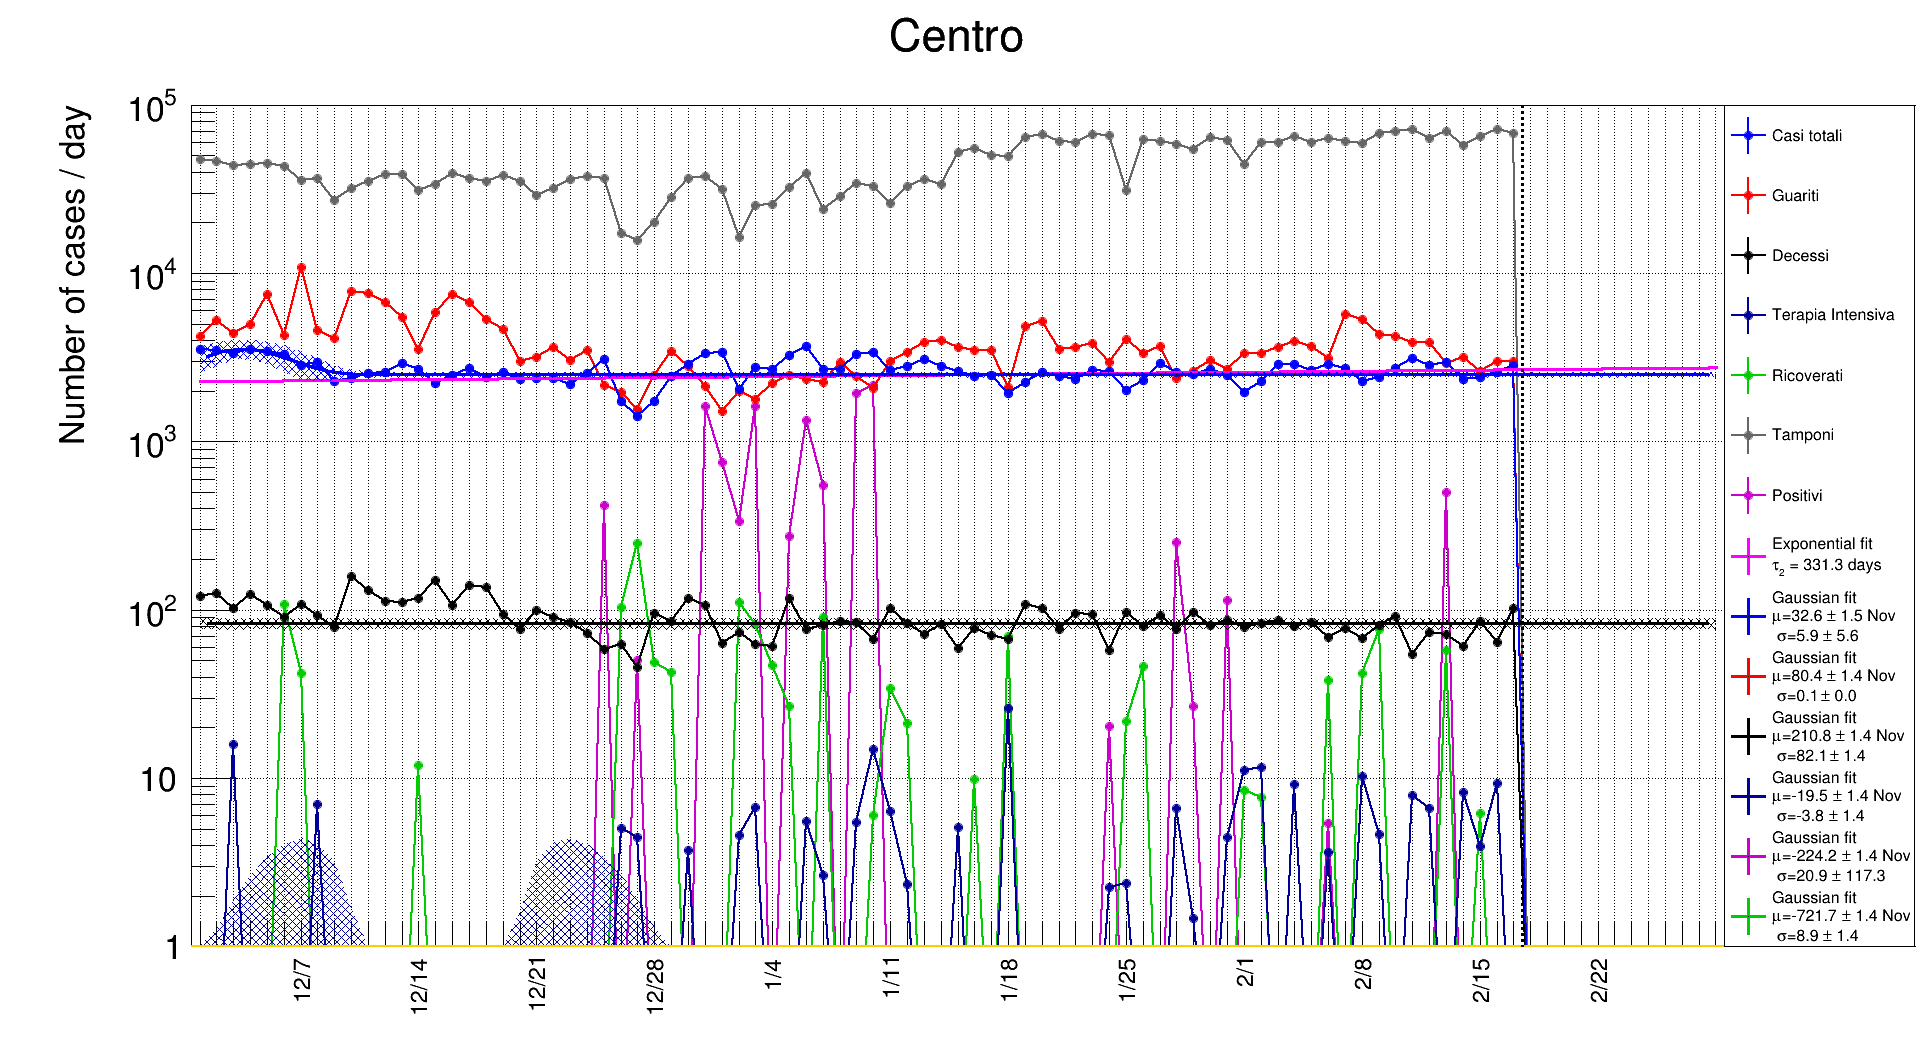 Centro
Number of cases / day
10^5
10^4
10^3
10^2
10
1
12/7
12/14
12/21
12/28
1/4
1/11
1/18
1/25
2/1
2/8
2/15
2/22
Casi totali
Guariti
Decessi
Terapia Intensiva
Ricoverati
Tamponi
Positivi
Exponential fit
τ₂ = 331.3 days
Gaussian fit
μ=32.6 ± 1.5 Nov
σ=5.9 ± 5.6
Gaussian fit
μ=80.4 ± 1.4 Nov
σ=0.1 ± 0.0
Gaussian fit
μ=210.8 ± 1.4 Nov
σ=82.1 ± 1.4
Gaussian fit
μ=-19.5 ± 1.4 Nov
σ=-3.8 ± 1.4
Gaussian fit
μ=-224.2 ± 1.4 Nov
σ=20.9 ± 117.3
Gaussian fit
μ=-721.7 ± 1.4 Nov
σ=8.9 ± 1.4